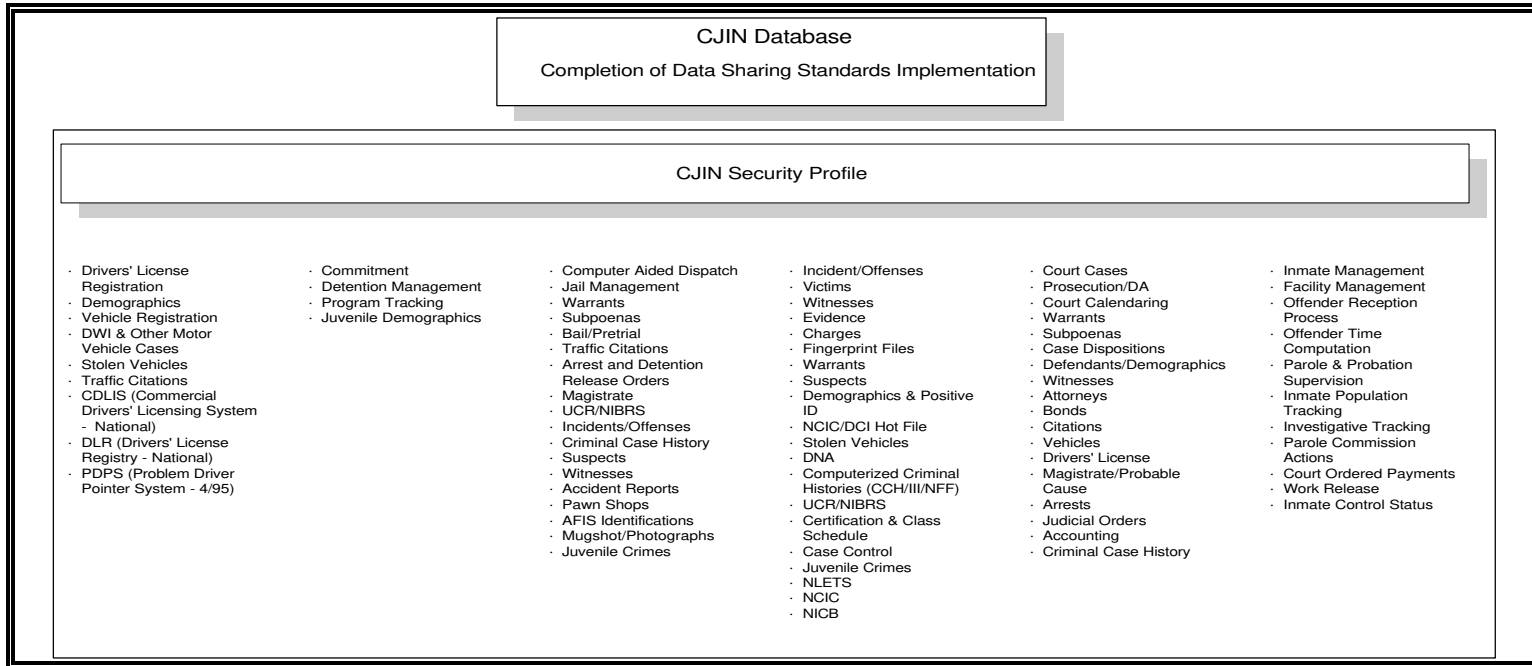 CJIN Database
Completion of Data Sharing Standards Implementation
CJIN Security Profile
· Drivers' License
Registration
· Demographics
· Vehicle Registration
· DWI & Other Motor
Vehicle Cases
· Stolen Vehicles
· Traffic Citations
· CDLIS (Commercial
Drivers' Licensing System
- National)
· DLR (Drivers' License
Registry - National)
· PDPS (Problem Driver
Pointer System - 4/95)
· Commitment
· Detention Management
· Program Tracking
· Juvenile Demographics
· Computer Aided Dispatch
· Jail Management
· Warrants
· Subpoenas
· Bail/Pretrial
· Traffic Citations
· Arrest and Detention
Release Orders
· Magistrate
· UCR/NIBRS
· Incidents/Offenses
· Criminal Case History
· Suspects
· Witnesses
· Accident Reports
· Pawn Shops
· AFIS Identifications
· Mugshot/Photographs
· Juvenile Crimes
· Incident/Offenses
· Victims
· Witnesses
· Evidence
· Charges
· Fingerprint Files
· Warrants
· Suspects
· Demographics & Positive
ID
· NCIC/DCI Hot File
· Stolen Vehicles
· DNA
· Computerized Criminal
Histories (CCH/III/NFF)
· UCR/NIBRS
· Certification & Class
Schedule
· Case Control
· Juvenile Crimes
· NLETS
· NCIC
· NICB
· Court Cases
· Prosecution/DA
· Court Calendaring
· Warrants
· Subpoenas
· Case Dispositions
· Defendants/Demographics
· Witnesses
· Attorneys
· Bonds
· Citations
· Vehicles
· Drivers' License
· Magistrate/Probable
Cause
· Arrests
· Judicial Orders
· Accounting
· Criminal Case History
· Inmate Management
· Facility Management
· Offender Reception
Process
· Offender Time
Computation
· Parole & Probation
Supervision
· Inmate Population
Tracking
· Investigative Tracking
· Parole Commission
Actions
· Court Ordered Payments
· Work Release
· Inmate Control Status